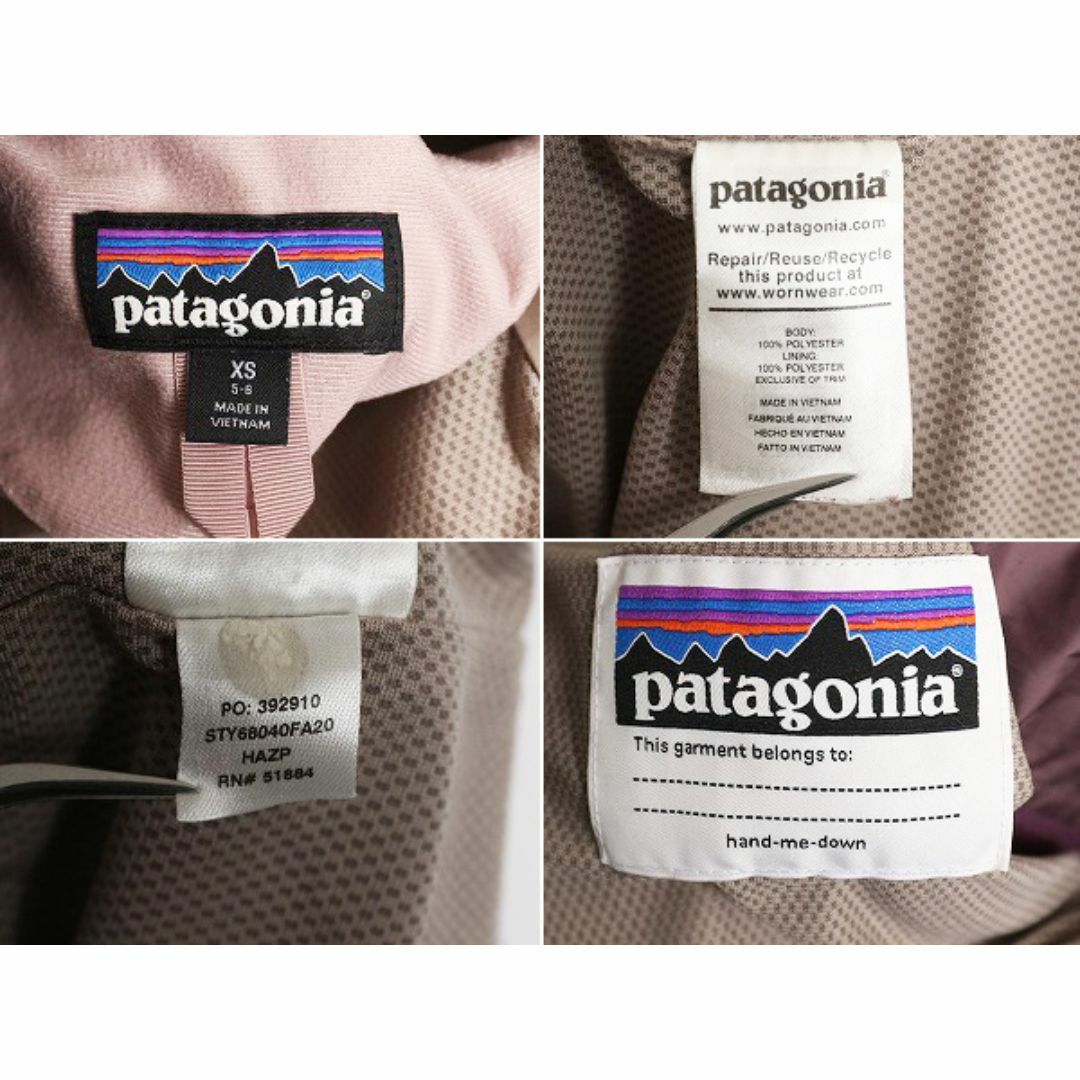 patagonia®
XS
5-6
MADE IN
VIETNAM
patagonia®
www.patagonia.com
Repair/Reuse/Recycle
this product at
www.wornwear.com
BODY:
100% POLYESTER
LINING:
100% POLYESTER
EXCLUSIVE OF TRIM
MADE IN VIETNAM
FABRIQUÉ AU VIETNAM
HECHO EN VIETNAM
FATTO IN VIETNAM
PO: 392910
STY68040FA20
HAZP
RN# 51884
patagonia®
This garment belongs to:
hand-me-down